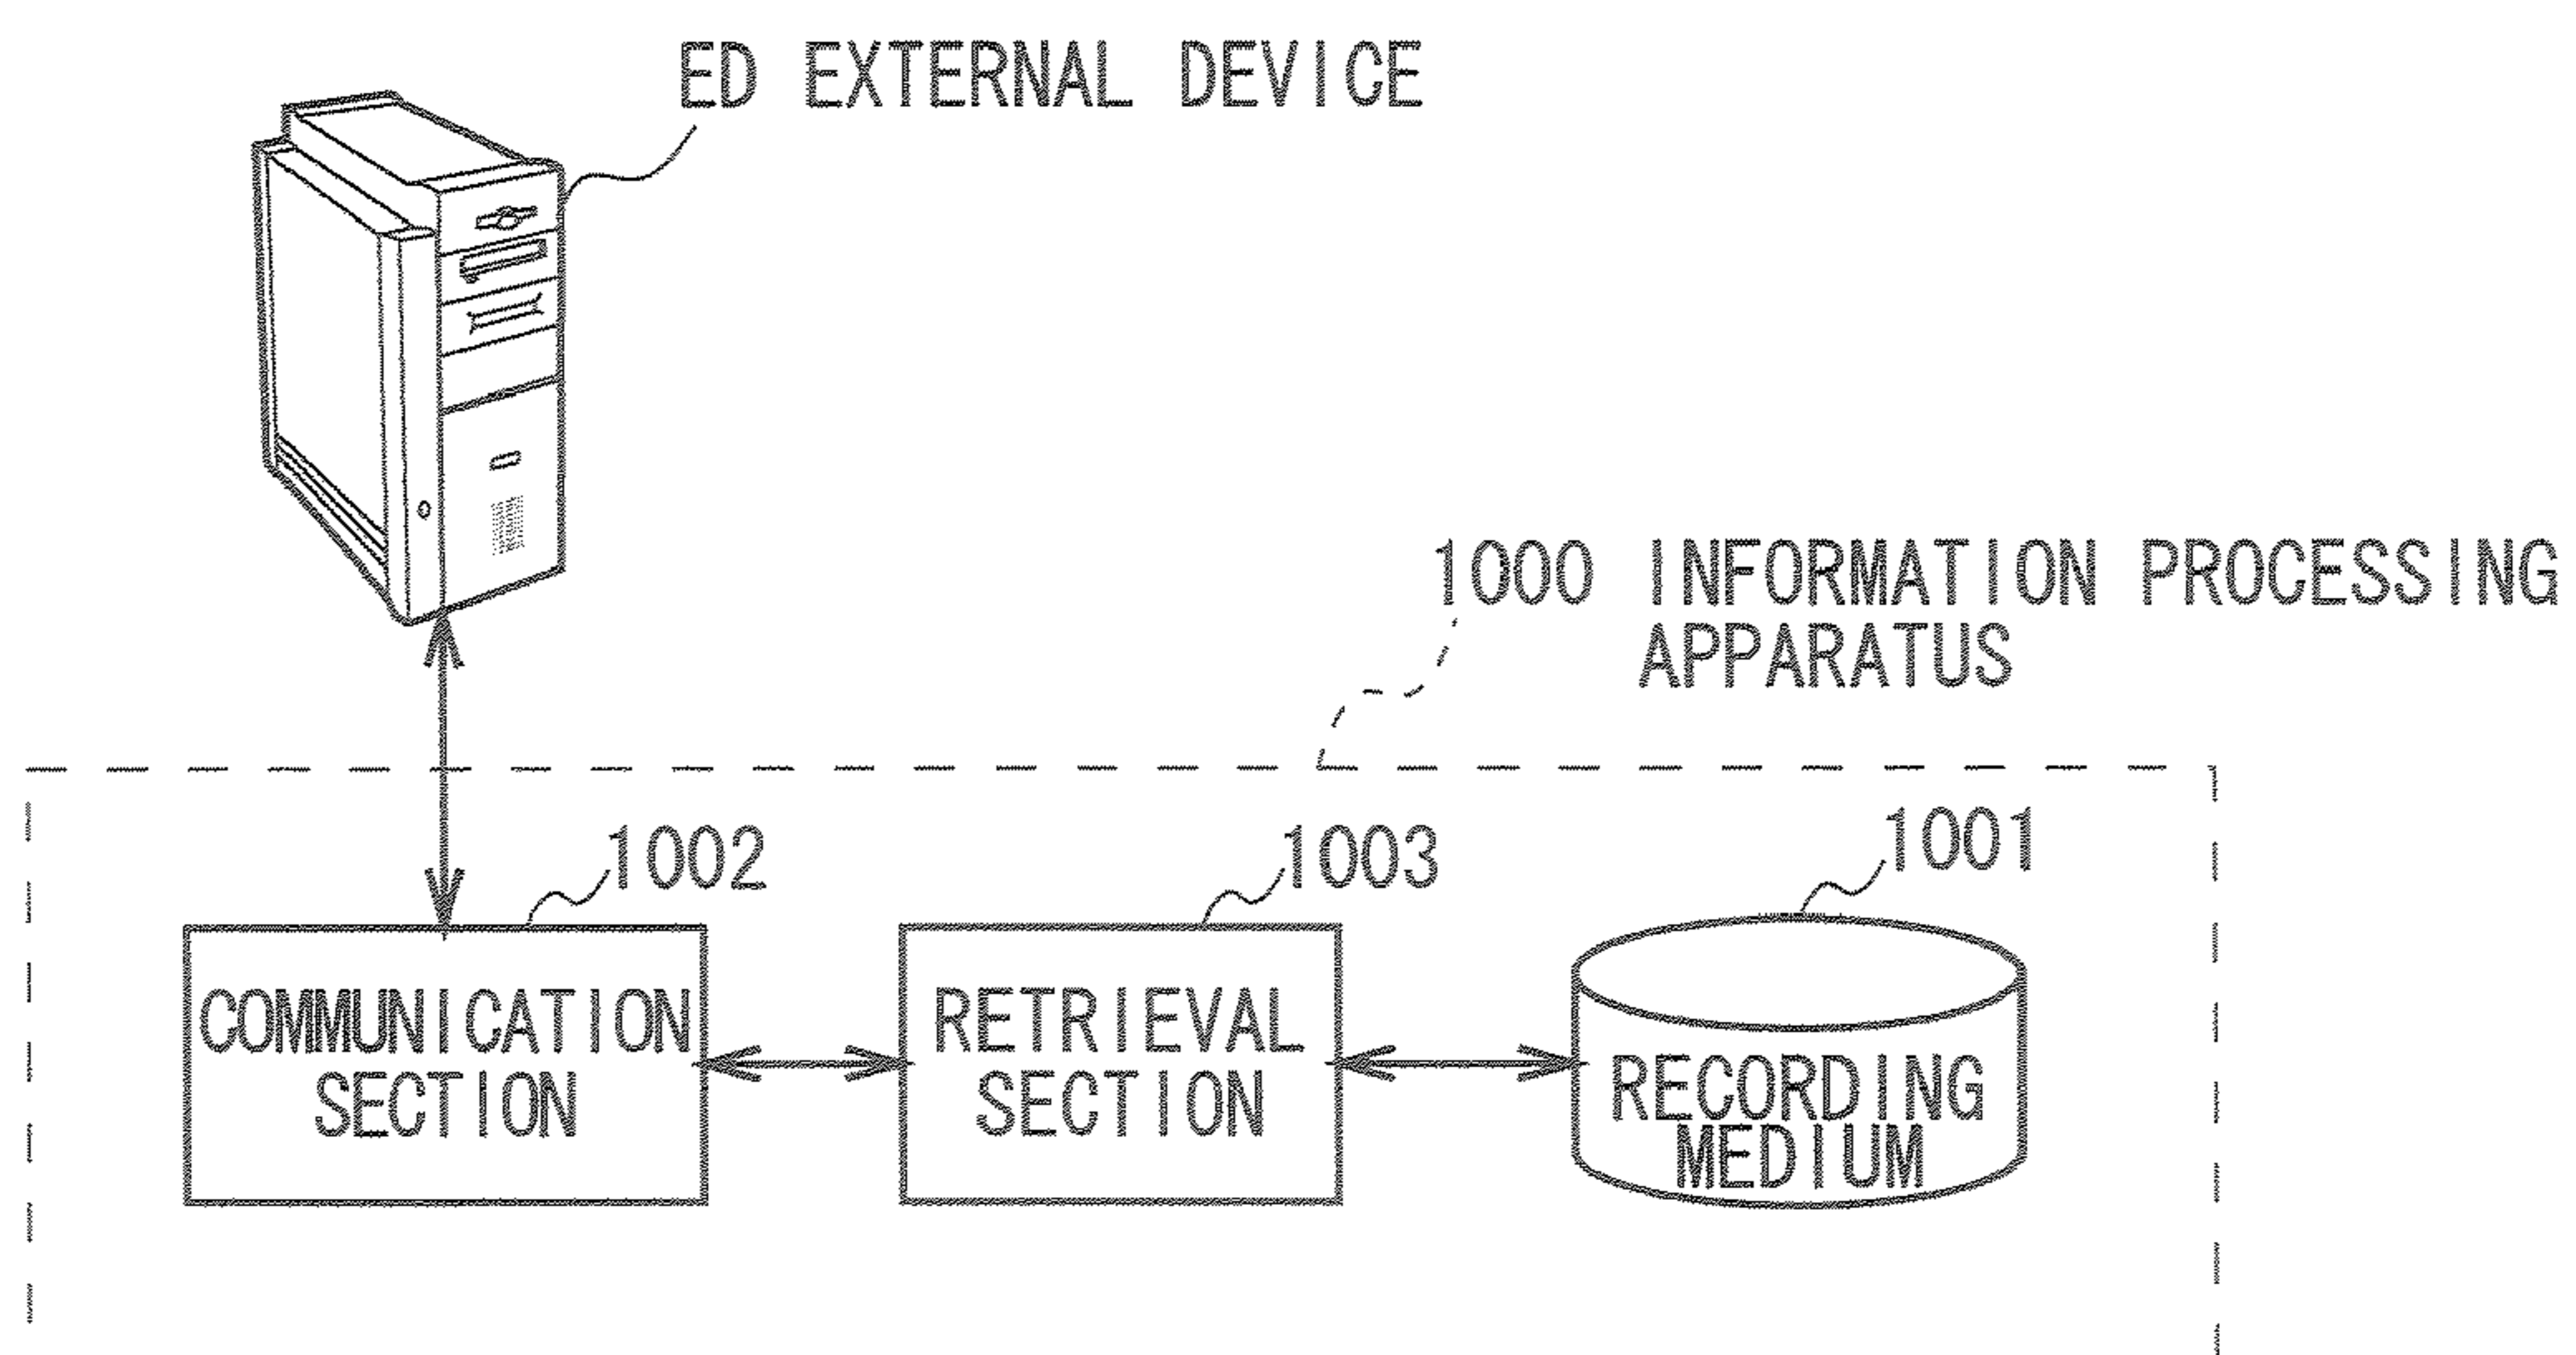 ED EXTERNAL DEVICE
1000 INFORMATION PROCESSING
APPARATUS
1002
1003
1001
COMMUNICATION
SECTION
RETRIEVAL
SECTION
RECORDING
MEDIUM